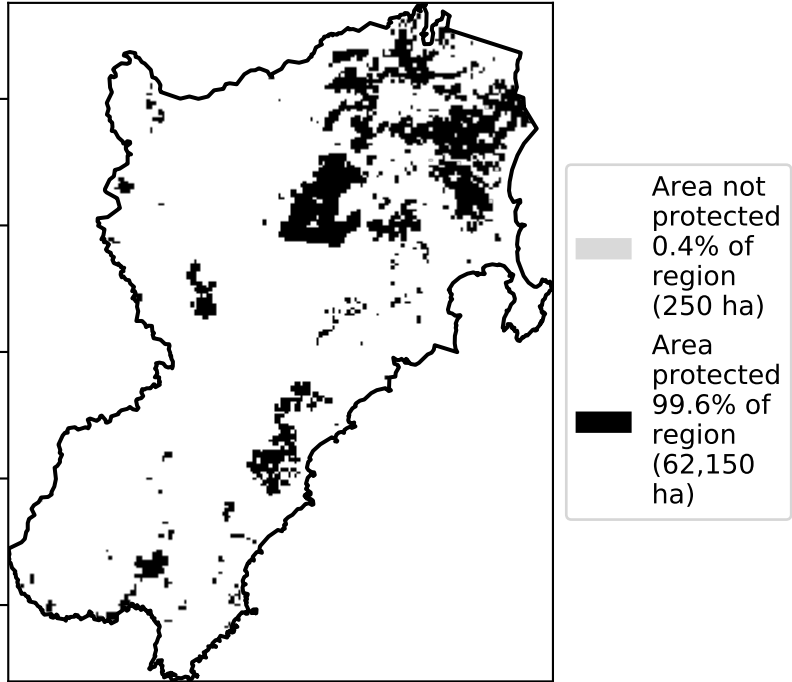 Area not
protected
0.4% of
region
(250 ha)
Area
protected
99.6% of
region
(62,150
ha)